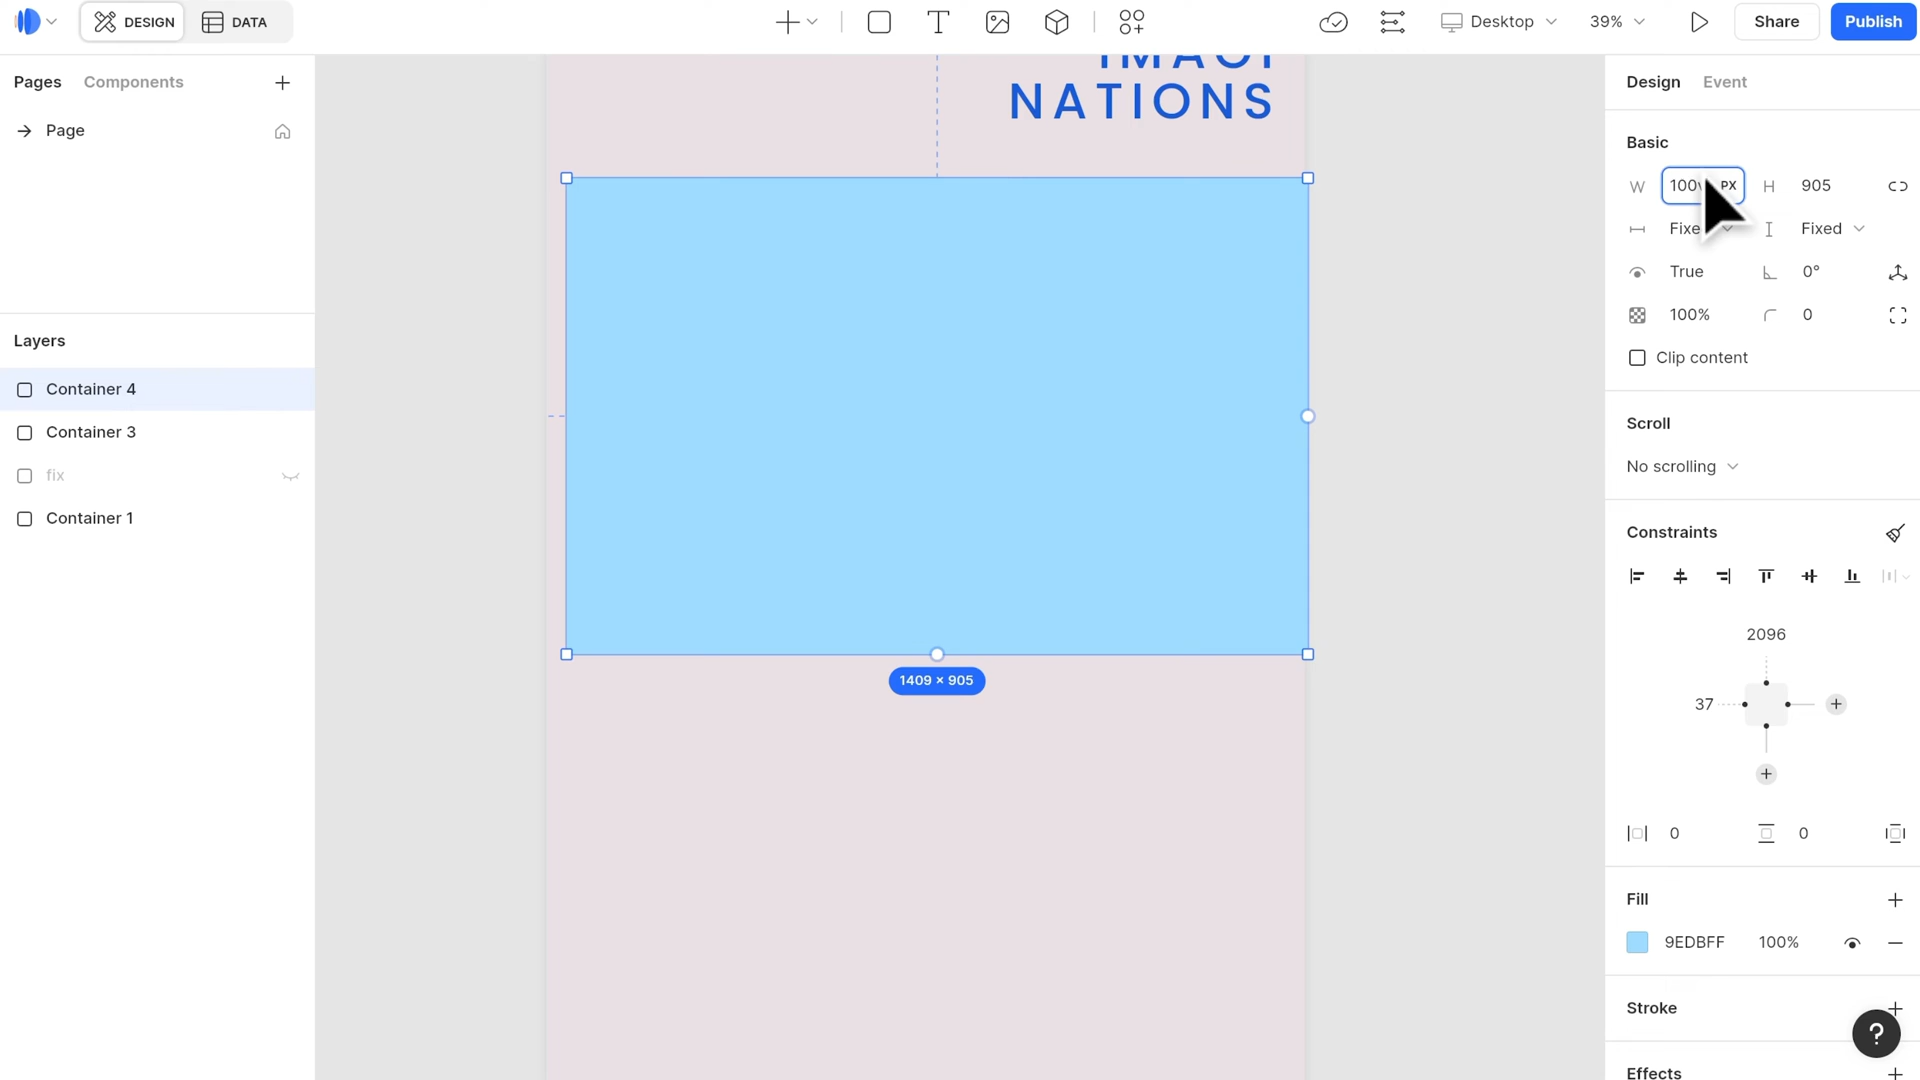 DESIGN
DATA
Desktop
39%
Share
Publish
Pages
Components
Page
NATIONS
Design
Event
Basic
W
PX
H
905
Fixed
True
0°
100%
0
Clip content
Layers
Container 4
Container 3
fix
Container 1
Scroll
No scrolling
Constraints
2096
37
1409 × 905
0
0
Fill
9EDBFF
100%
Stroke
?
Effects